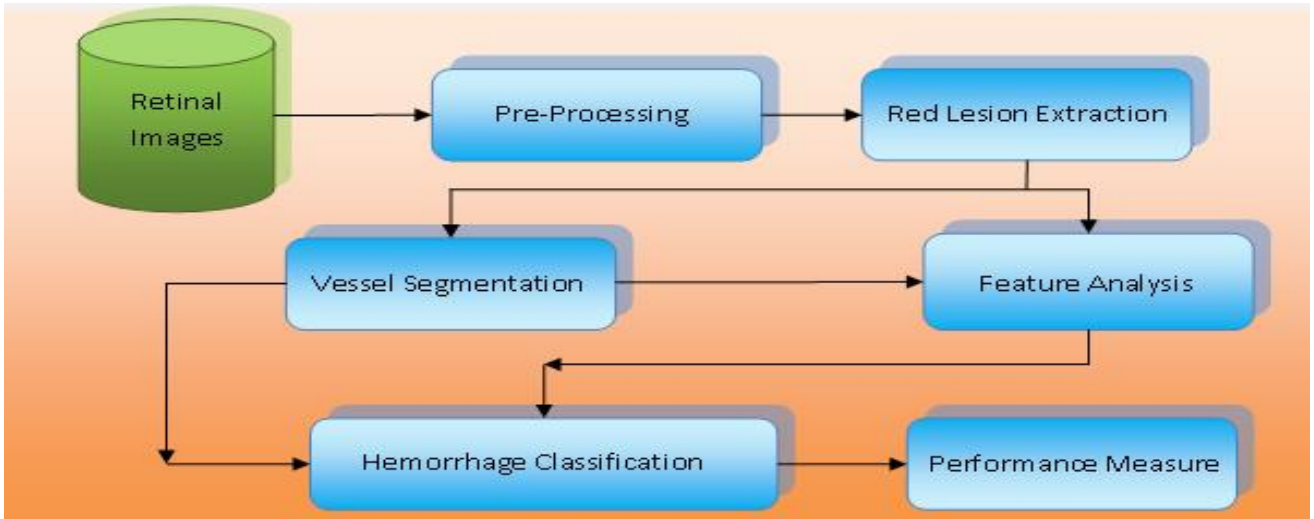 Retinal
Images
Pre-Processing
Red Lesion Extraction
Vessel Segmentation
Feature Analysis
Hemorrhage Classification
Performance Measure